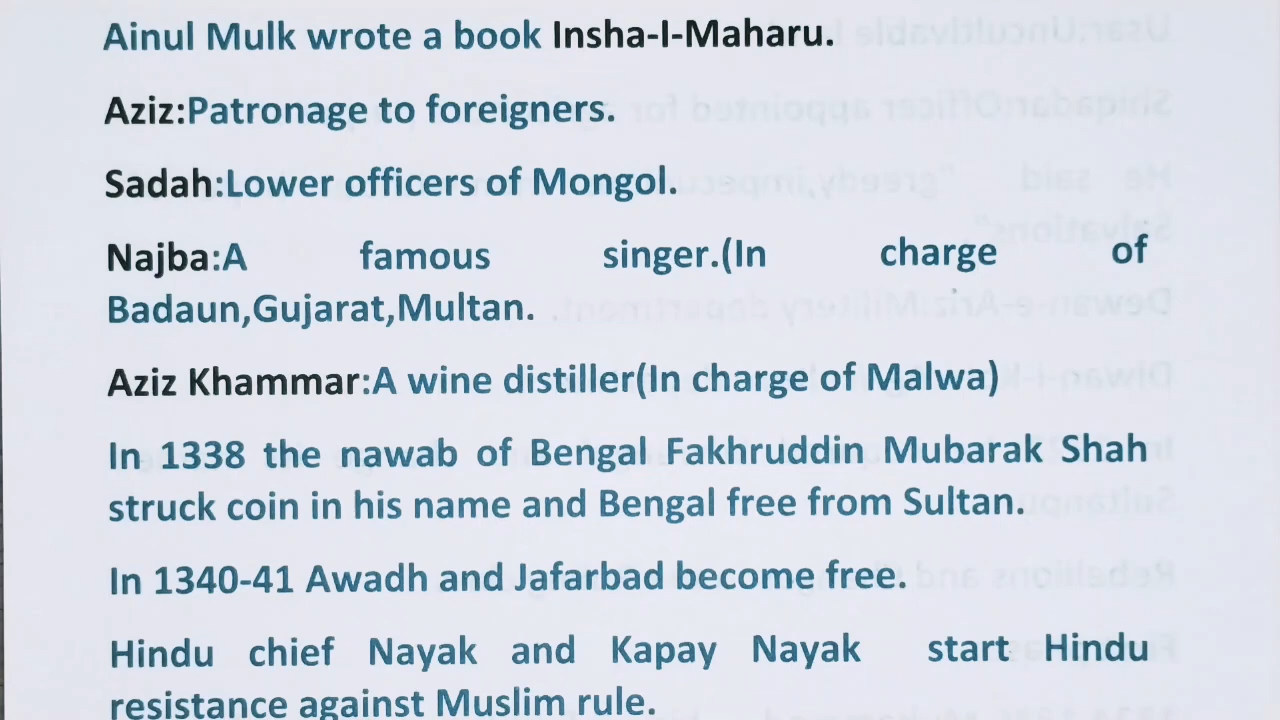 Ainul Mulk wrote a book Insha-I-Maharu.
Aziz:Patronage to foreigners.
Sadah:Lower officers of Mongol.
Najba:A famous singer.(In charge of
Badaun,Gujarat,Multan.
Aziz Khammar:A wine distiller(In charge of Malwa)
In 1338 the nawab of Bengal Fakhruddin Mubarak Shah
struck coin in his name and Bengal free from Sultan.
In 1340-41 Awadh and Jafarbad become free.
Hindu chief Nayak and Kapay Nayak start Hindu
resistance against Muslim rule.